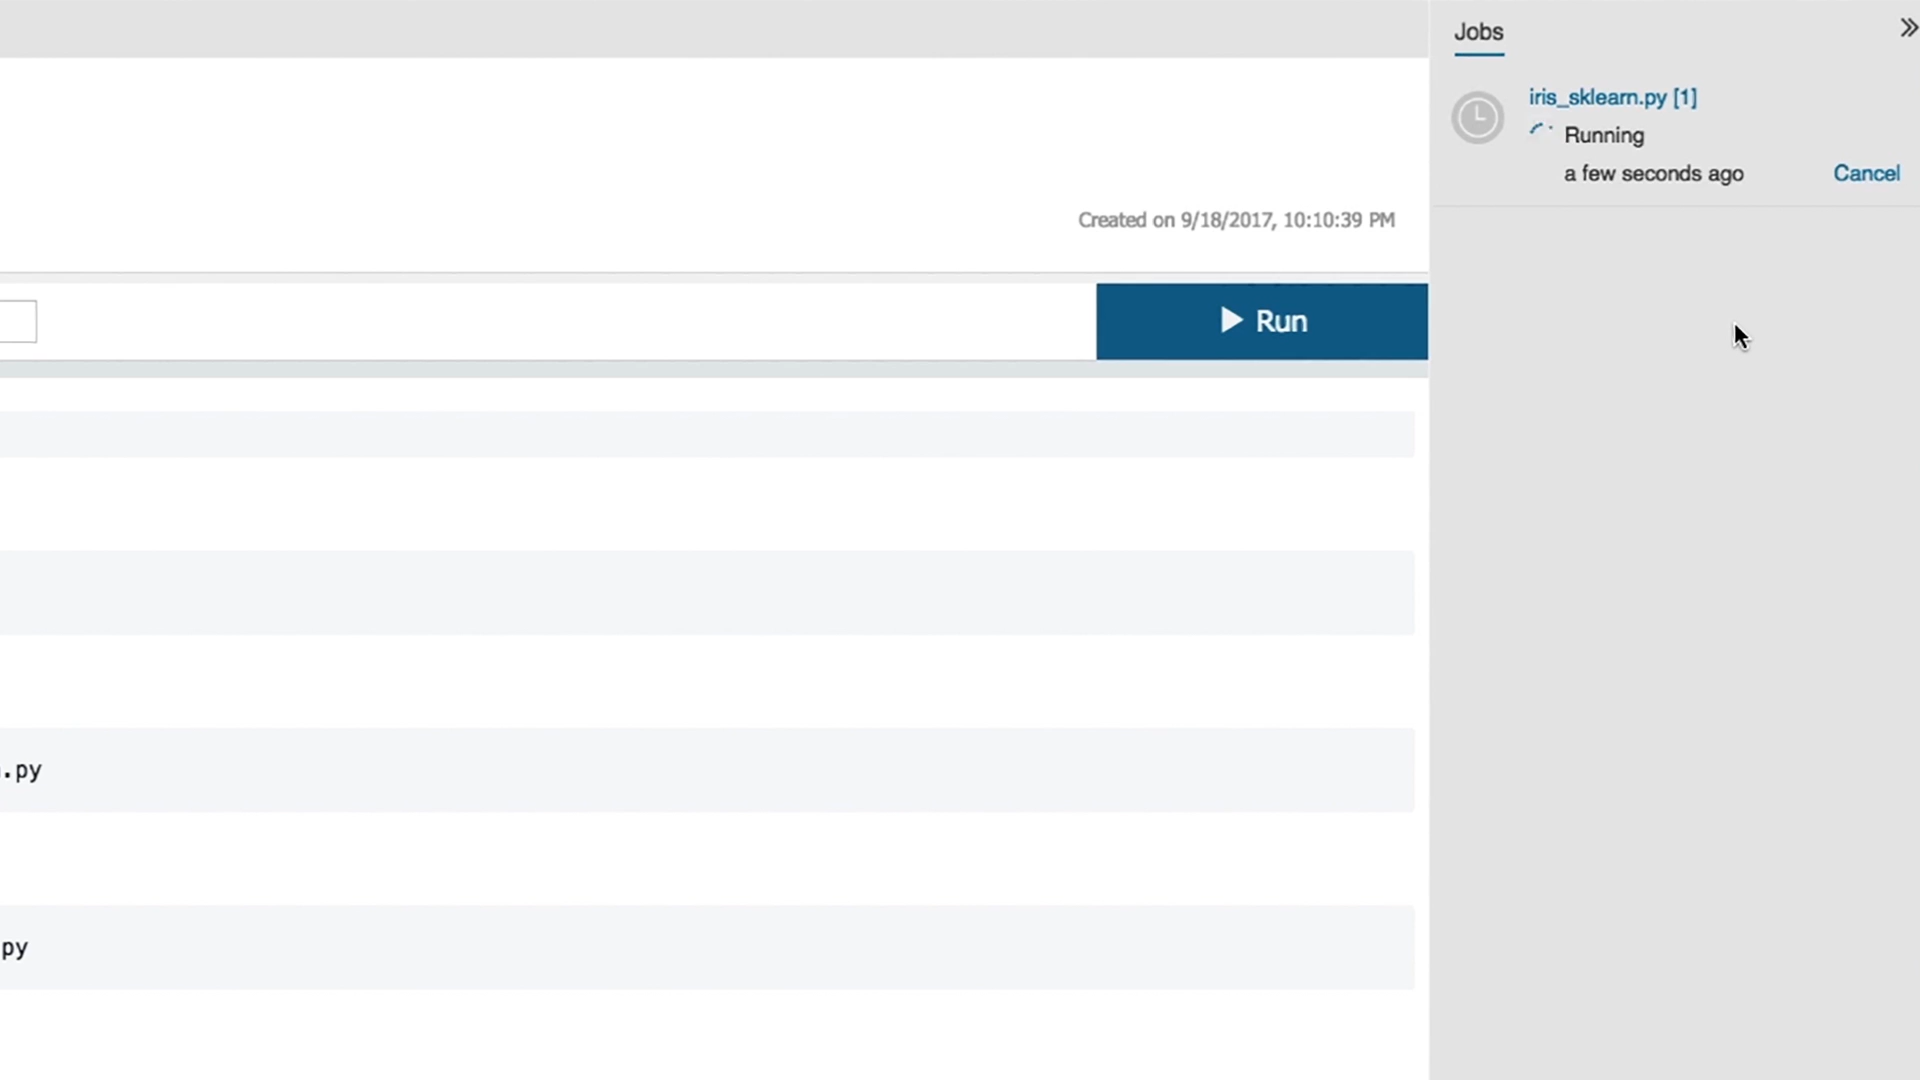 Jobs
iris_sklearn.py [1]
Running
a few seconds ago
Cancel
Created on 9/18/2017, 10:10:39 PM
Run
.py
py